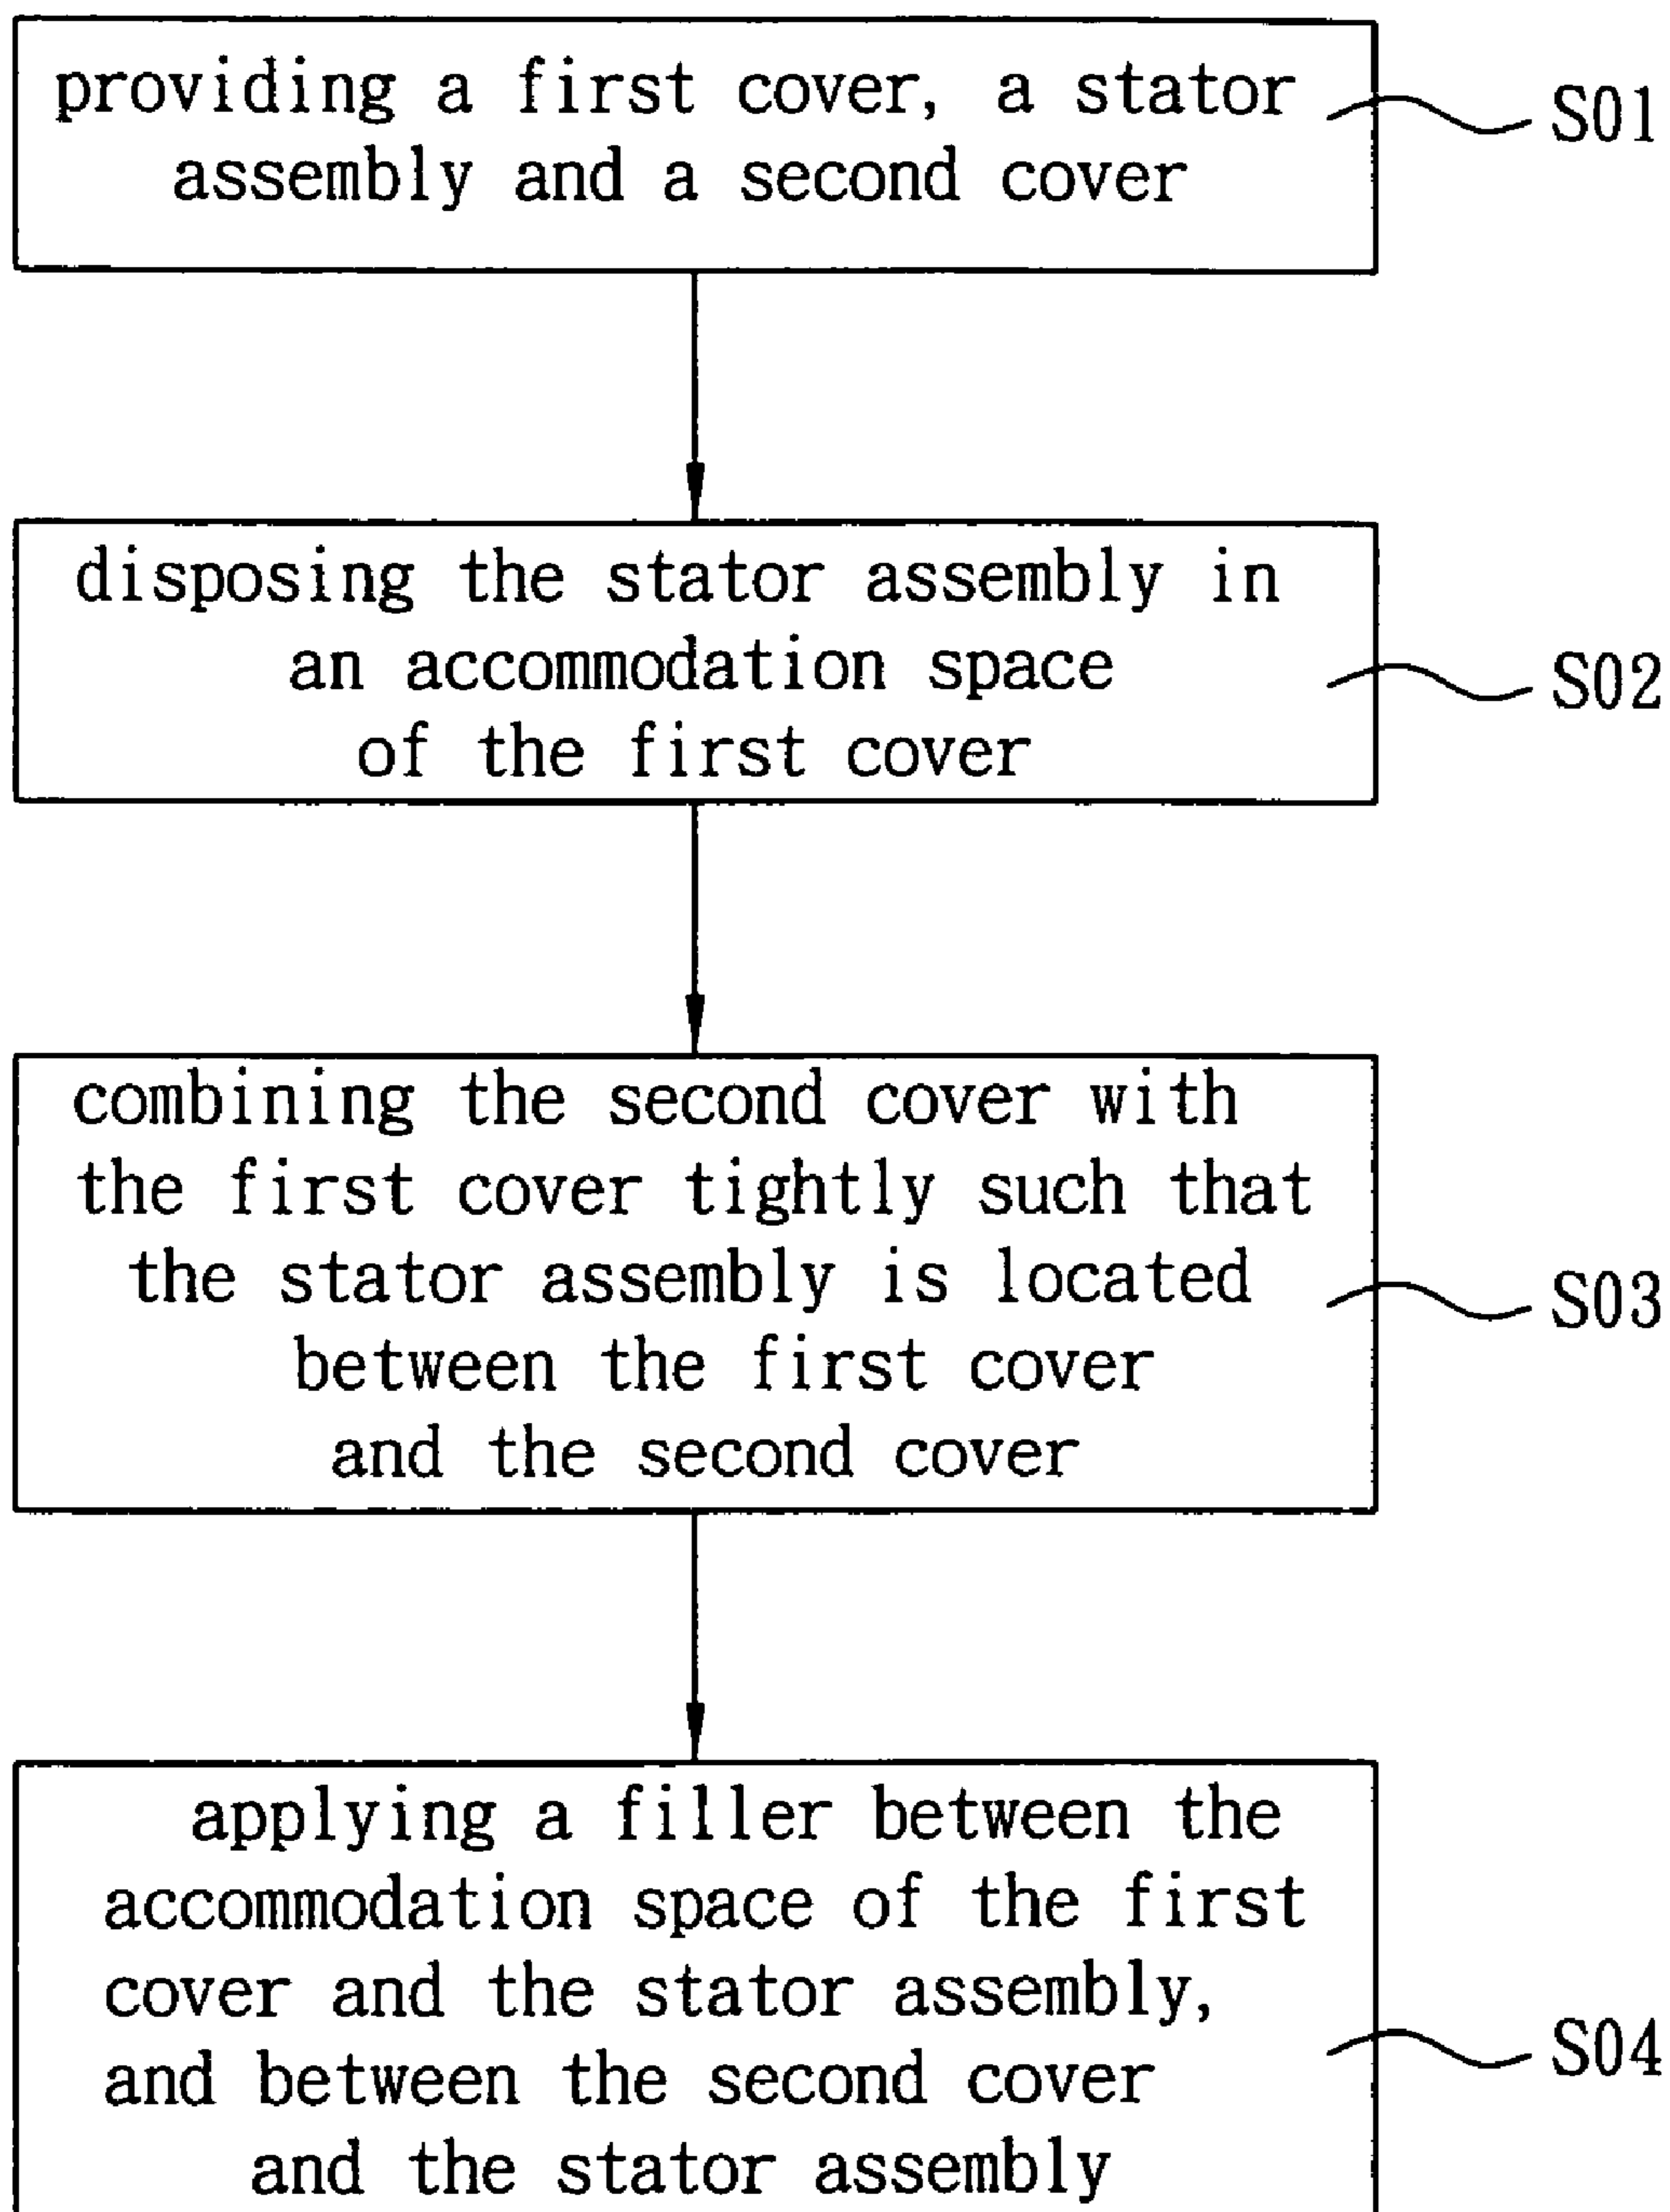 providing a first cover, a stator
assembly and a second cover
S01
disposing the stator assembly in
an accommodation space
of the first cover
S02
combining the second cover with
the first cover tightly such that
the stator assembly is located
between the first cover
and the second cover
S03
applying a filler between the
accommodation space of the first
cover and the stator assembly,
and between the second cover
and the stator assembly
S04